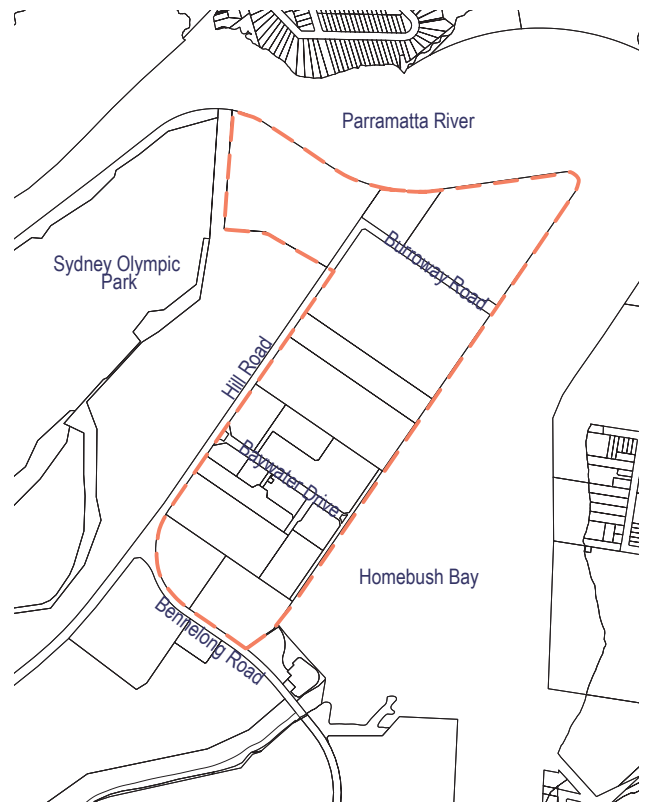 Parramatta River
Burroway Road
Sydney Olympic
Park
Hill Road
Baywater Drive
Homebush Bay
Bennelong Road